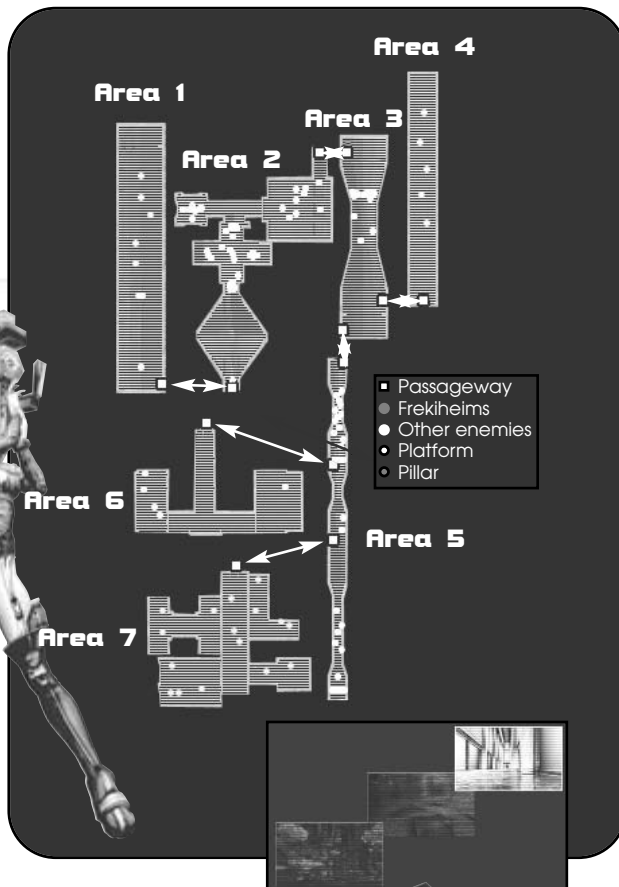 Area 4
Area 1
Area 3
Area 2
Passageway
Frekiheims
Other enemies
Platform
Pillar
Area 6
Area 5
Area 7